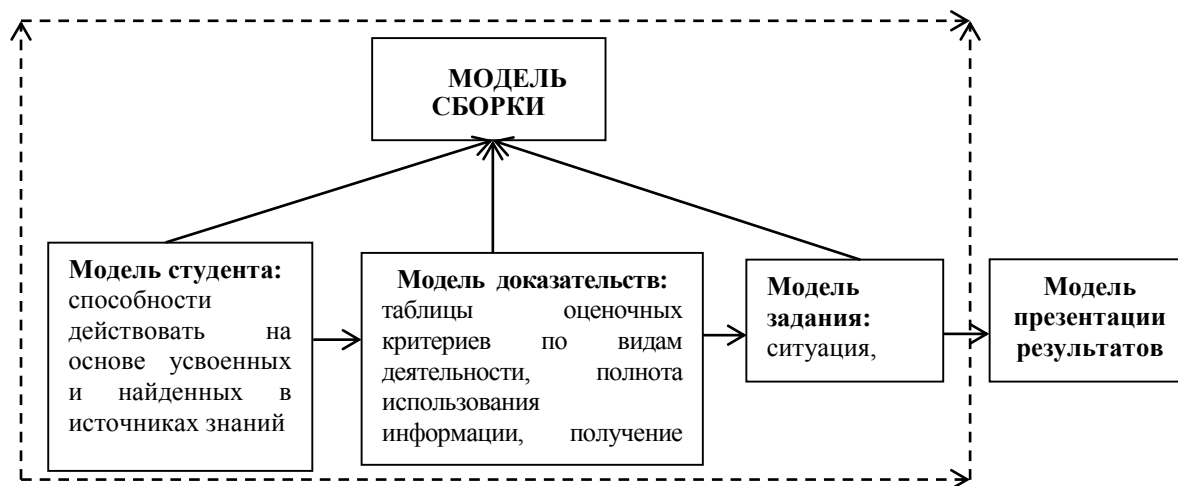 МОДЕЛЬ
СБОРКИ
Модель студента:
способности
действовать на
основе усвоенных
и найденных в
источниках знаний
Модель доказательств:
таблицы оценочных
критериев по видам
деятельности, полнота
использования
информации, получение
Модель
задания:
ситуация,
Модель
презентации
результатов